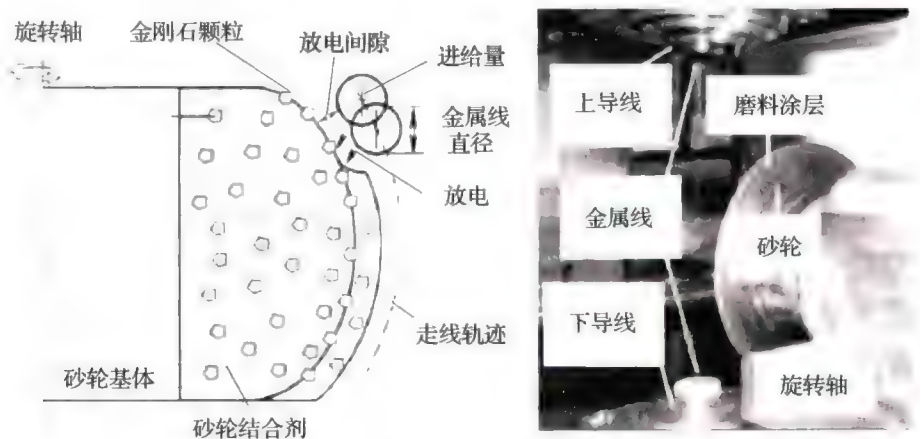 旋转轴
金刚石颗粒
放电间隙
进给量
金属线
直径
放电
走线轨迹
砂轮基体
砂轮结合剂
上导线
磨料涂层
金属线
砂轮
下导线
旋转轴